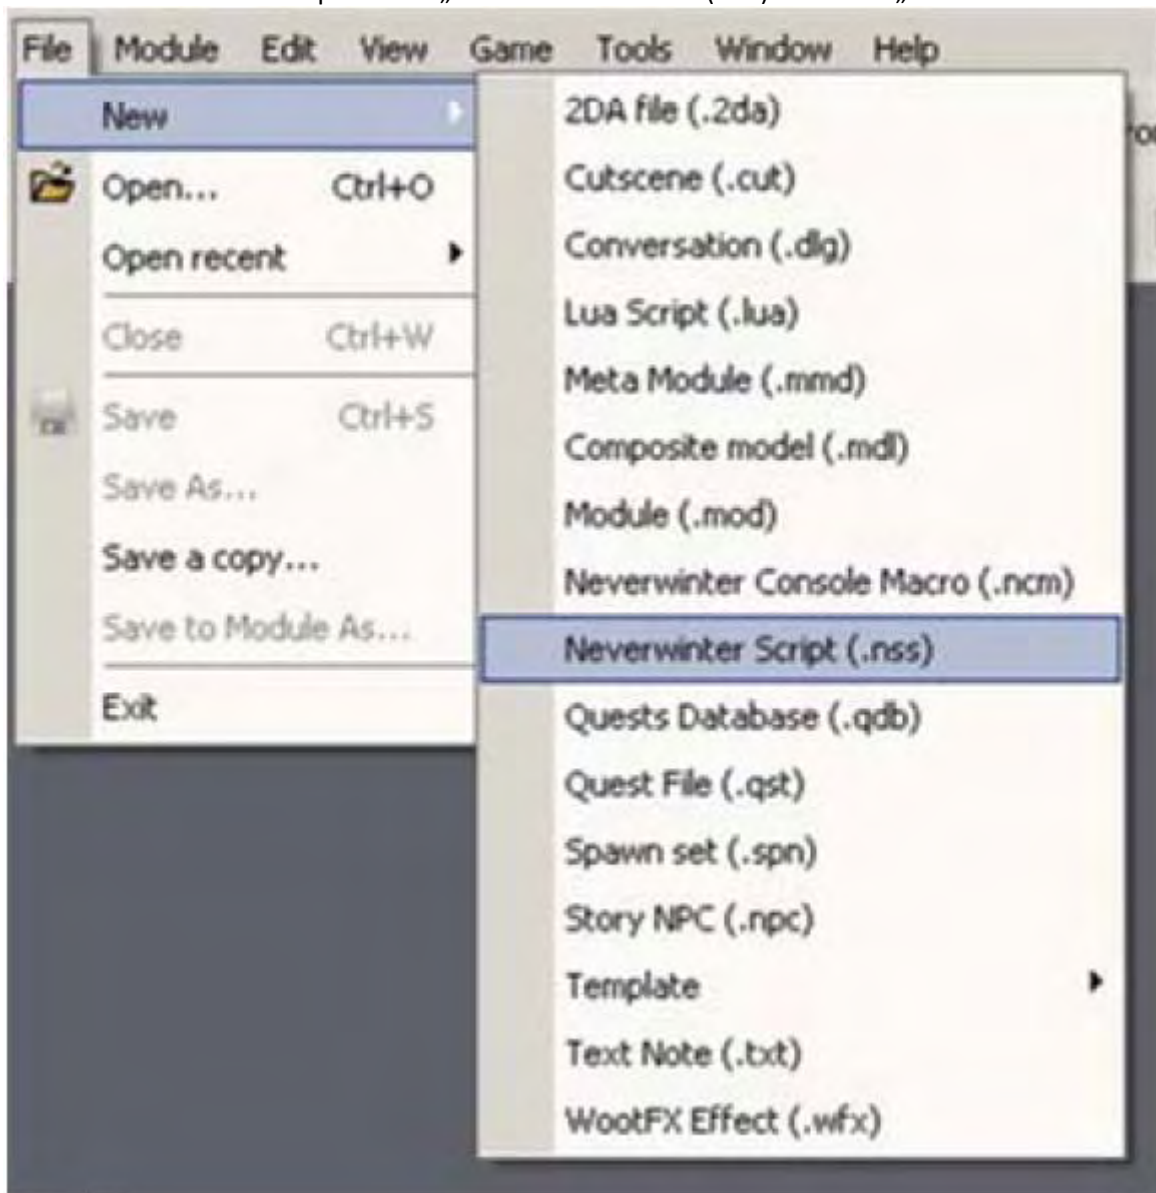 File Module Edit View Game Tools Window Help
New
Open... Ctrl+O
Open recent
Close Ctrl+W
Save Ctrl+S
Save As...
Save a copy...
Save to Module As...
Exit
2DA file (.2da)
Cutscene (.cut)
Conversation (.dlg)
Lua Script (.lua)
Meta Module (.mmd)
Composite model (.mdl)
Module (.mod)
Neverwinter Console Macro (.ncm)
Neverwinter Script (.nss)
Quests Database (.qdb)
Quest File (.qst)
Spawn set (.spn)
Story NPC (.npc)
Template
Text Note (.txt)
WootFX Effect (.wfx)